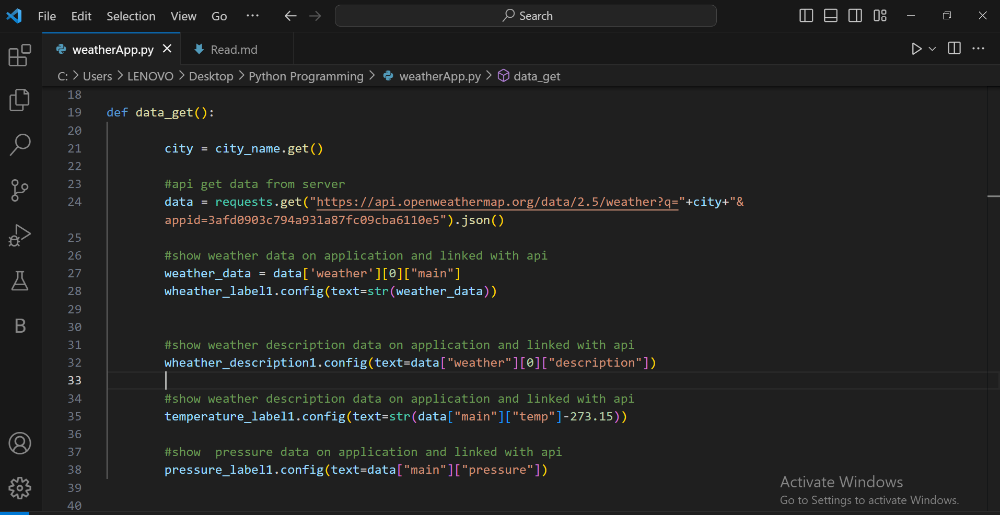 File Edit Selection View Go ··· Search
weatherApp.py Read.md
C: > Users > LENOVO > Desktop > Python Programming > weatherApp.py > data_get
18
19 def data_get():
20
21 city = city_name.get()
22
23 #api get data from server
24 data = requests.get("https://api.openweathermap.org/data/2.5/weather?q="+city+"&
appid=3afd0903c794a931a87fc09cba6110e5").json()
25
26 #show weather data on application and linked with api
27 weather_data = data['weather'][0]["main"]
28 wheather_label1.config(text=str(weather_data))
29
30
31 #show weather description data on application and linked with api
32 wheather_description1.config(text=data["weather"][0]["description"])
33
34 #show weather description data on application and linked with api
35 temperature_label1.config(text=str(data["main"]["temp"]-273.15))
36
37 #show  pressure data on application and linked with api
38 pressure_label1.config(text=data["main"]["pressure"])
39
40
B
Activate Windows
Go to Settings to activate Windows.